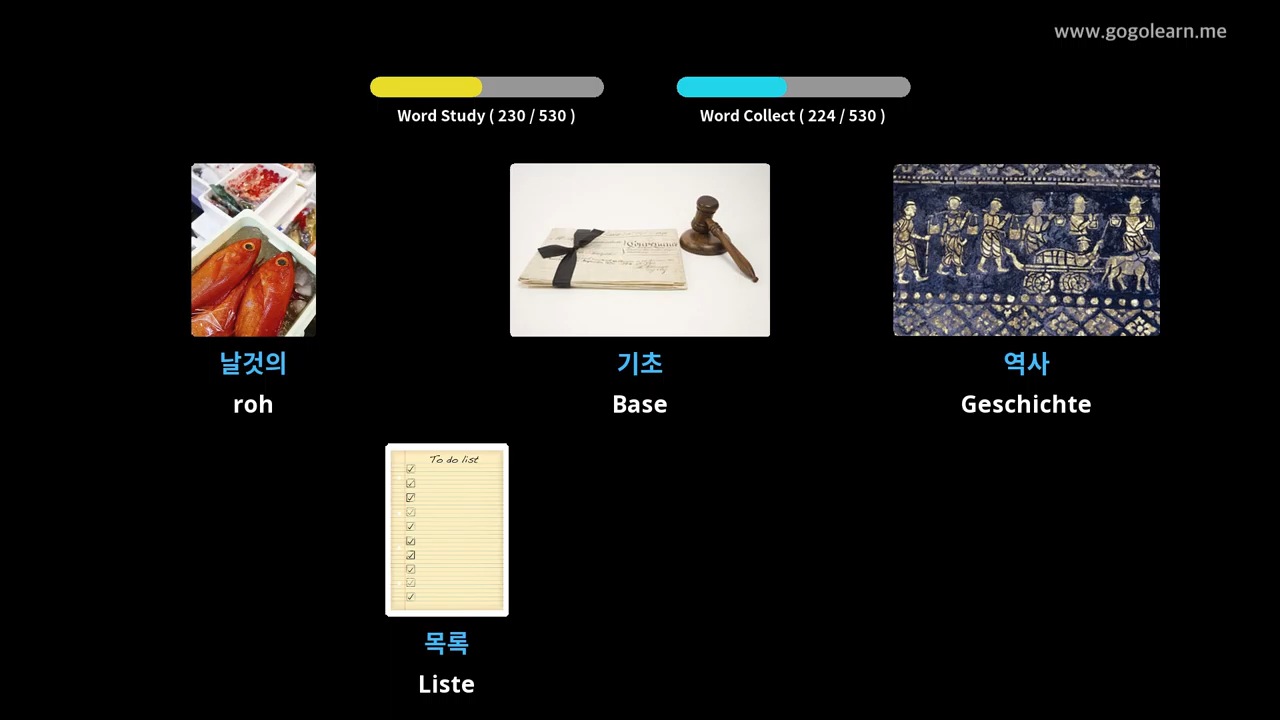 www.gogolearn.me
Word Study ( 230 / 530 )
Word Collect ( 224 / 530 )
날것의
roh
기초
Base
역사
Geschichte
To do list
목록
Liste